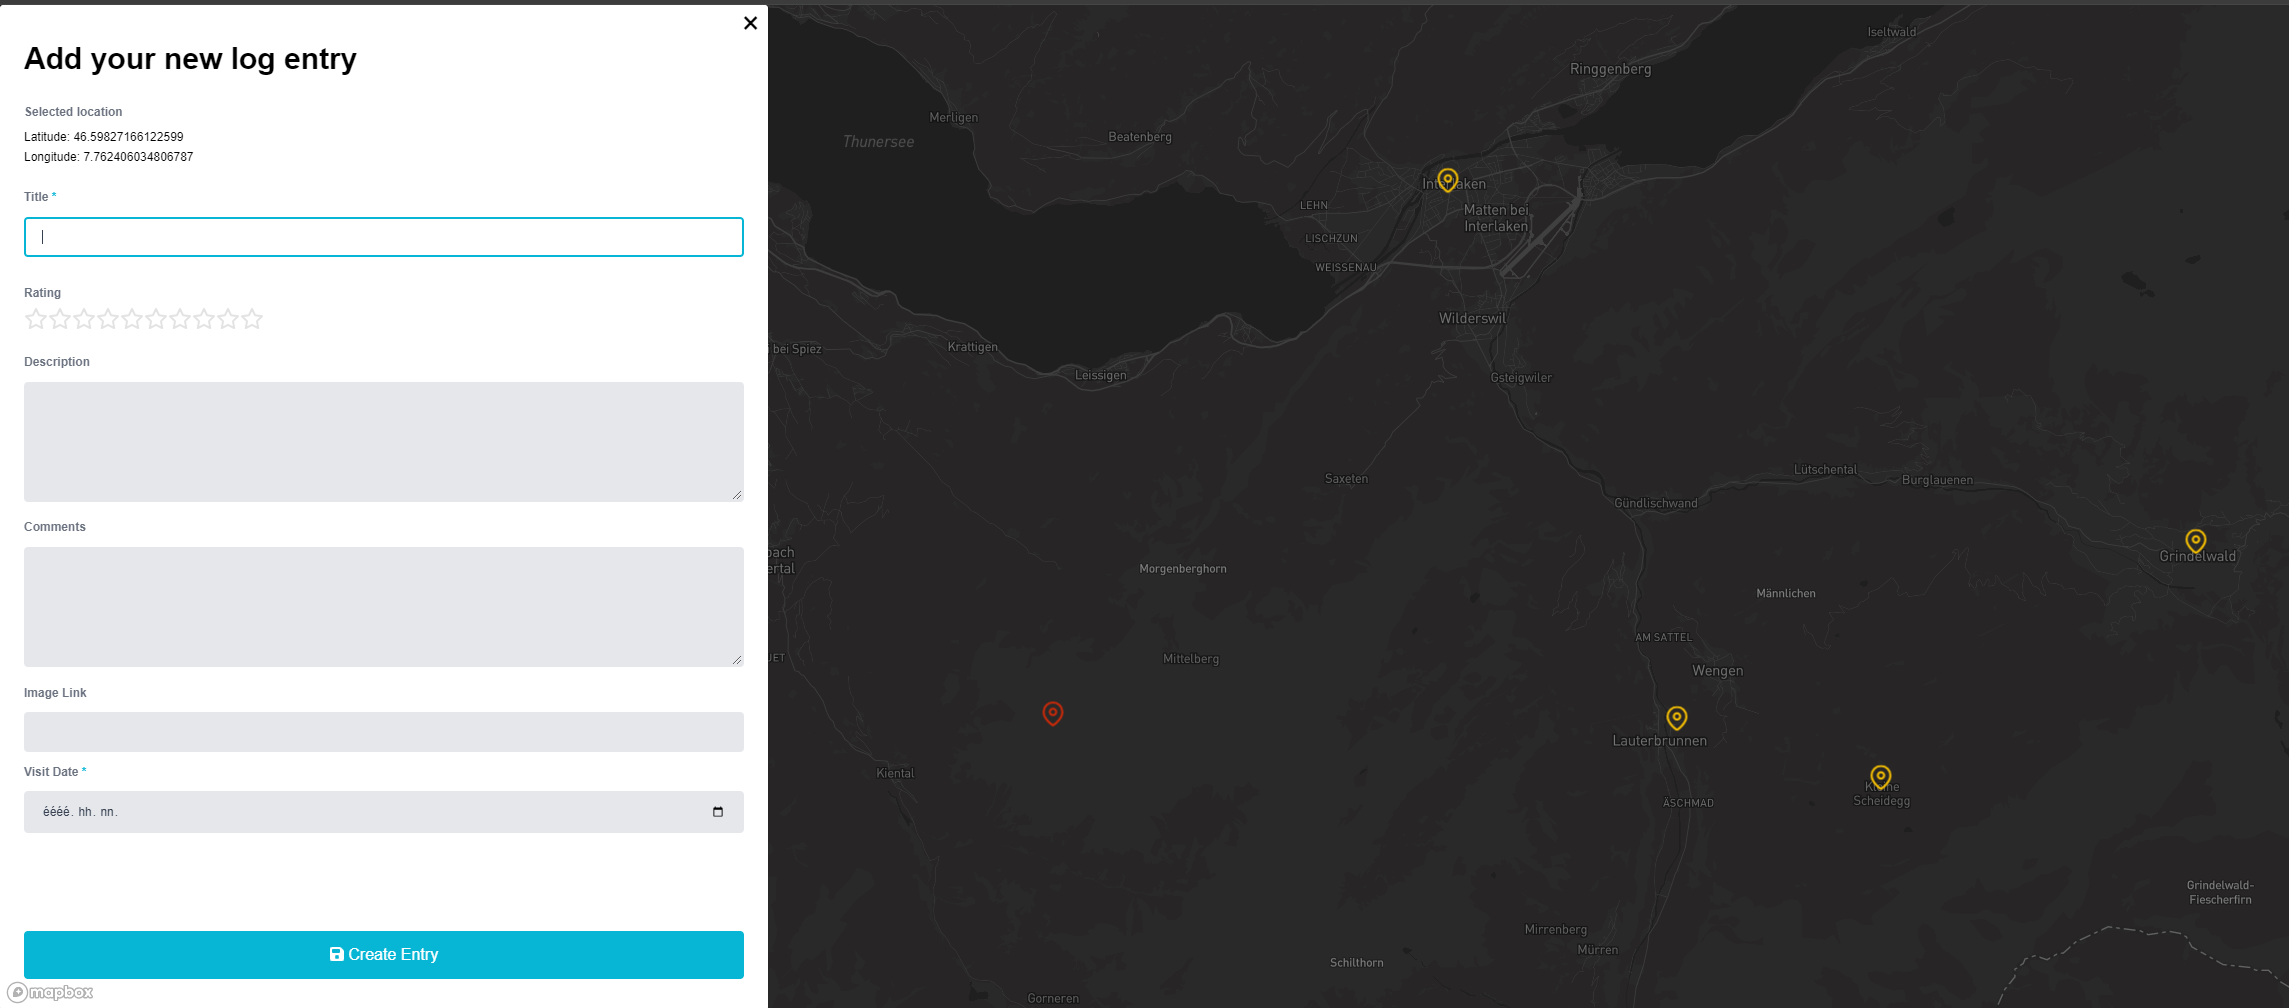 Add your new log entry
Selected location
Latitude: 46.59827166122599
Longitude: 7.762406034806787
Title *
Rating
Description
Comments
Image Link
Visit Date *
éééé. hh. nn.
Create Entry
mapbox
Iseltwald
Ringgenberg
Merligen
Beatenberg
Thunersee
Interlaken
LEHN
Matten bei
Interlaken
LISCHZUN
WEISSENAU
Wilderswil
i bei Spiez
Krattigen
Leissigen
Gsteigwiler
Saxeten
Lütschental
Burglauenen
Gündlischwand
bach
ertal
Grindelwald
Morgenberghorn
Männlichen
AM SATTEL
UET
Mittelberg
Wengen
Lauterbrunnen
Kiental
Kleine
Scheidegg
ÄSCHMAD
Grindelwald-
Fiescherfirn
Mirrenberg
Mürren
Schilthorn
Gorneren